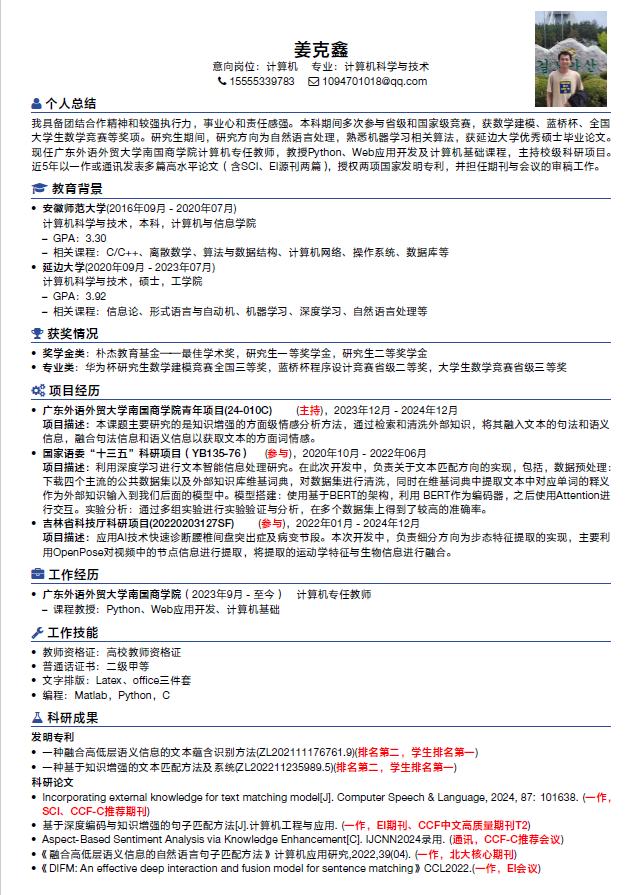 姜克鑫
意向岗位：计算机 专业：计算机科学与技术
15555339783 1094701018@qq.com
个人总结
我具备团结合作精神和较强执行力，事业心和责任感强。本科期间多次参与省级和国家级竞赛，获数学建模、蓝桥杯、全国
大学生数学竞赛等奖项。研究生期间，研究方向为自然语言处理，熟悉机器学习相关算法，获延边大学优秀硕士毕业论文。
现任广东外语外贸大学南国商学院计算机专任教师，教授Python、Web应用开发及计算机基础课程，主持校级科研项目。
近5年以一作或通讯发表多篇高水平论文（含SCI、EI源刊两篇），授权两项国家发明专利，并担任期刊与会议的审稿工作。
教育背景
• 安徽师范大学(2016年09月 - 2020年07月)
计算机科学与技术，本科，计算机与信息学院
– GPA：3.30
– 相关课程：C/C++、离散数学、算法与数据结构、计算机网络、操作系统、数据库等
• 延边大学(2020年09月 - 2023年07月)
计算机科学与技术，硕士，工学院
– GPA：3.92
– 相关课程：信息论、形式语言与自动机、机器学习、深度学习、自然语言处理等
获奖情况
• 奖学金类：朴杰教育基金——最佳学术奖，研究生一等奖学金，研究生二等奖学金
• 专业类：华为杯研究生数学建模竞赛全国三等奖，蓝桥杯程序设计竞赛省级二等奖，大学生数学竞赛省级三等奖
项目经历
• 广东外语外贸大学南国商学院青年项目(24-010C) (主持)，2023年12月 - 2024年12月
项目描述：本课题主要研究的是知识增强的方面级情感分析方法，通过检索和清洗外部知识，将其融入文本的句法和语义
信息，融合句法信息和语义信息以获取文本的方面词情感。
• 国家语委“十三五”科研项目（YB135-76） (参与)，2020年10月 - 2022年06月
项目描述：利用深度学习进行文本智能信息处理研究。在此次开发中，负责关于文本匹配方向的实现，包括，数据预处理：
下载四个主流的公共数据集以及外部知识库维基词典，对数据集进行清洗，同时在维基词典中提取文本中对应单词的释义
作为外部知识输入到我们后面的模型中。模型搭建：使用基于BERT的架构，利用 BERT作为编码器，之后使用Attention进
行交互。实验分析：通过多组实验进行实验验证与分析，在多个数据集上得到了较高的准确率。
• 吉林省科技厅科研项目(20220203127SF) (参与)，2022年01月 - 2024年12月
项目描述：应用AI技术快速诊断腰椎间盘突出症及病变节段。本次开发中，负责细分方向为步态特征提取的实现，主要利
用OpenPose对视频中的节点信息进行提取，将提取的运动学特征与生物信息进行融合。
工作经历
• 广东外语外贸大学南国商学院（2023年9月 - 至今） 计算机专任教师
– 课程教授：Python、Web应用开发、计算机基础
工作技能
• 教师资格证：高校教师资格证
• 普通话证书：二级甲等
• 文字排版：Latex、office三件套
• 编程：Matlab，Python，C
科研成果
发明专利
• 一种融合高低层语义信息的文本蕴含识别方法(ZL202111176761.9)(排名第二，学生排名第一)
• 一种基于知识增强的文本匹配方法及系统(ZL202211235989.5)(排名第二，学生排名第一)
科研论文
• Incorporating external knowledge for text matching model[J]. Computer Speech & Language, 2024, 87: 101638. (一作，
SCI、CCF-C推荐期刊)
• 基于深度编码与知识增强的句子匹配方法[J].计算机工程与应用. (一作，EI期刊、CCF中文高质量期刊T2)
• Aspect-Based Sentiment Analysis via Knowledge Enhancement[C]. IJCNN2024录用. (通讯，CCF-C推荐会议)
• 《融合高低层语义信息的自然语言句子匹配方法》计算机应用研究,2022,39(04). (一作，北大核心期刊)
• 《DIFM: An effective deep interaction and fusion model for sentence matching》CCL2022.(一作，EI会议)